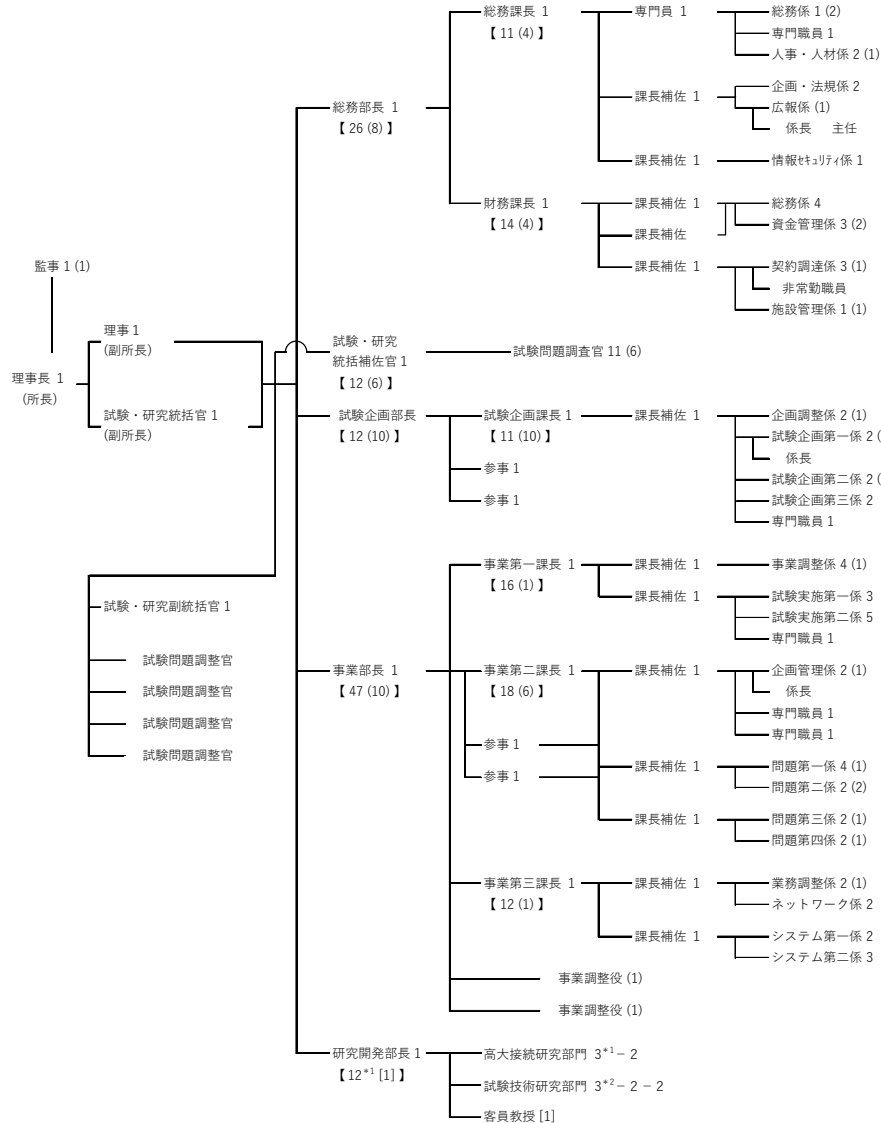 監事 1 (1)
理事長 1
(所長)
理事 1
(副所長)
試験・研究統括官 1
(副所長)
試験・研究副統括官 1
試験問題調整官
試験問題調整官
試験問題調整官
試験問題調整官
総務部長 1
【 26 (8) 】
総務課長 1
【 11 (4) 】
専門員 1
総務係 1 (2)
専門職員 1
人事・人材係 2 (1)
課長補佐 1
企画・法規係 2
広報係 (1)
係長 主任
課長補佐 1
情報セキュリティ係 1
財務課長 1
【 14 (4) 】
課長補佐 1
総務係 4
課長補佐
資金管理係 3 (2)
課長補佐 1
契約調達係 3 (1)
非常勤職員
施設管理係 1 (1)
試験・研究
統括補佐官 1
【 12 (6) 】
試験問題調査官 11 (6)
試験企画部長
【 12 (10) 】
試験企画課長 1
【 11 (10) 】
参事 1
参事 1
課長補佐 1
企画調整係 2 (1)
試験企画第一係 2 (
係長
試験企画第二係 2 (
試験企画第三係 2
専門職員 1
事業部長 1
【 47 (10) 】
事業第一課長 1
【 16 (1) 】
課長補佐 1
事業調整係 4 (1)
課長補佐 1
試験実施第一係 3
試験実施第二係 5
専門職員 1
事業第二課長 1
【 18 (6) 】
参事 1
参事 1
課長補佐 1
企画管理係 2 (1)
係長
専門職員 1
専門職員 1
課長補佐 1
問題第一係 4 (1)
問題第二係 2 (2)
課長補佐 1
問題第三係 2 (1)
問題第四係 2 (1)
事業第三課長 1
【 12 (1) 】
課長補佐 1
業務調整係 2 (1)
ネットワーク係 2
課長補佐 1
システム第一係 2
システム第二係 3
事業調整役 (1)
事業調整役 (1)
研究開発部長 1
【 12*1 [1] 】
高大接続研究部門 3*1 − 2
試験技術研究部門 3*2 − 2 − 2
客員教授 [1]